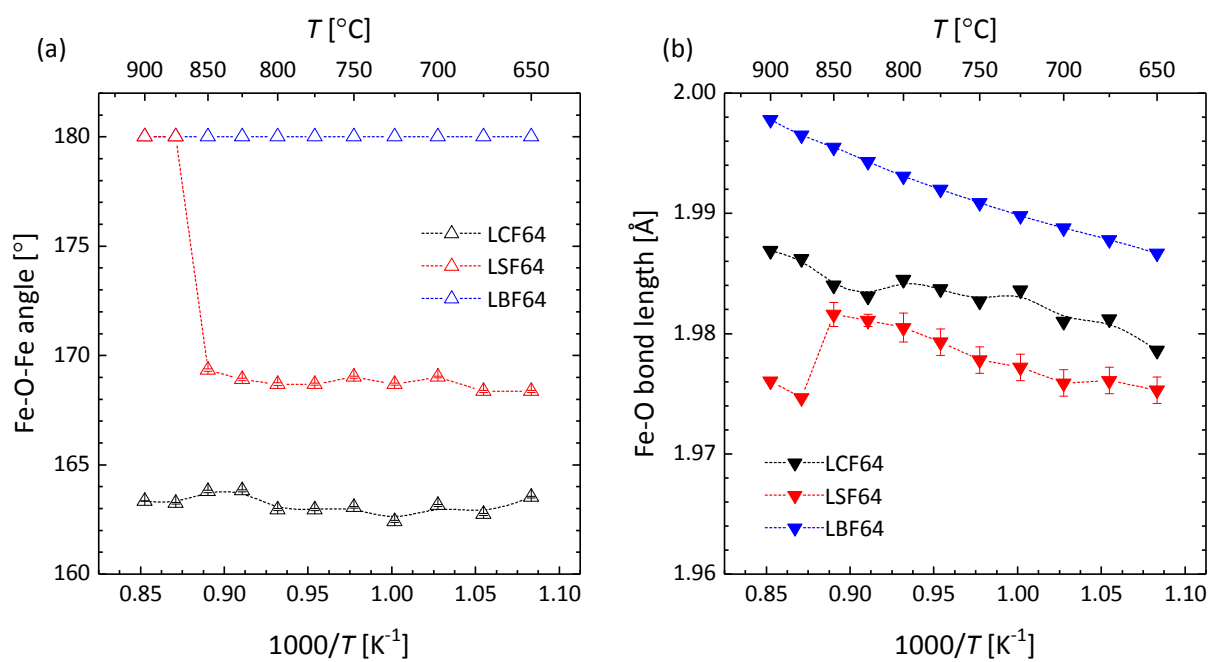 (a)
T [°C]
900 850 800 750 700 650
180
175
170
165
160
Fe-O-Fe angle [°]
LCF64
LSF64
LBF64
0.85 0.90 0.95 1.00 1.05 1.10
1000/T [K-1]
(b)
T [°C]
900 850 800 750 700 650
2.00
1.99
1.98
1.97
1.96
Fe-O bond length [Å]
LCF64
LSF64
LBF64
0.85 0.90 0.95 1.00 1.05 1.10
1000/T [K-1]